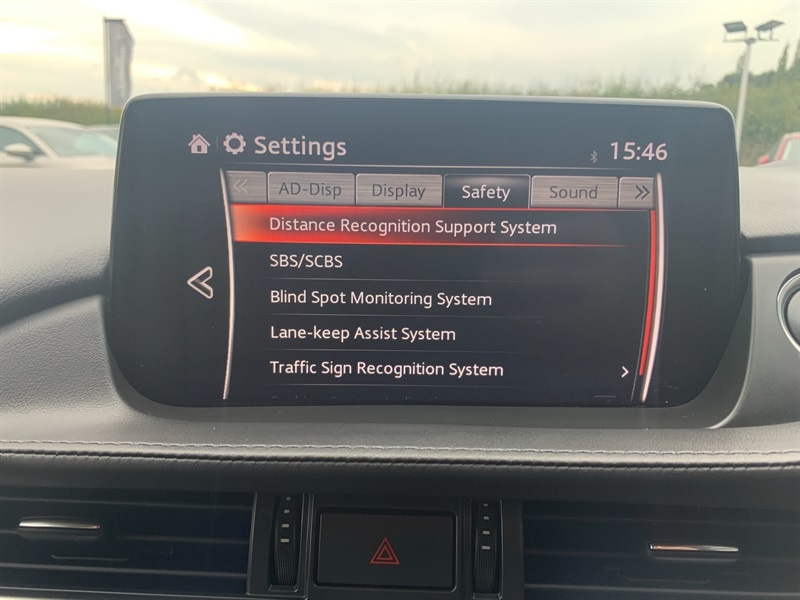 Settings
15:46
AD-Disp
Display
Safety
Sound
Distance Recognition Support System
SBS/SCBS
Blind Spot Monitoring System
Lane-keep Assist System
Traffic Sign Recognition System